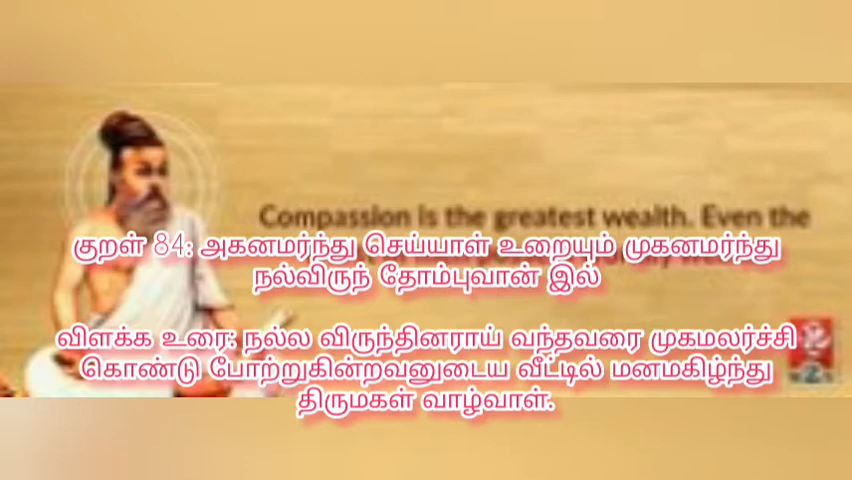 Compassion is the greatest wealth. Even the
குறள் 84: அகனமர்ந்து செய்யாள் உறையும் முகனமர்ந்து
நல்விருந் தோம்புவான் இல்
விளக்க உரை: நல்ல விருந்தினராய் வந்தவரை முகமலர்ச்சி
கொண்டு போற்றுகின்றவனுடைய வீட்டில் மனமகிழ்ந்து
திருமகள் வாழ்வாள்.